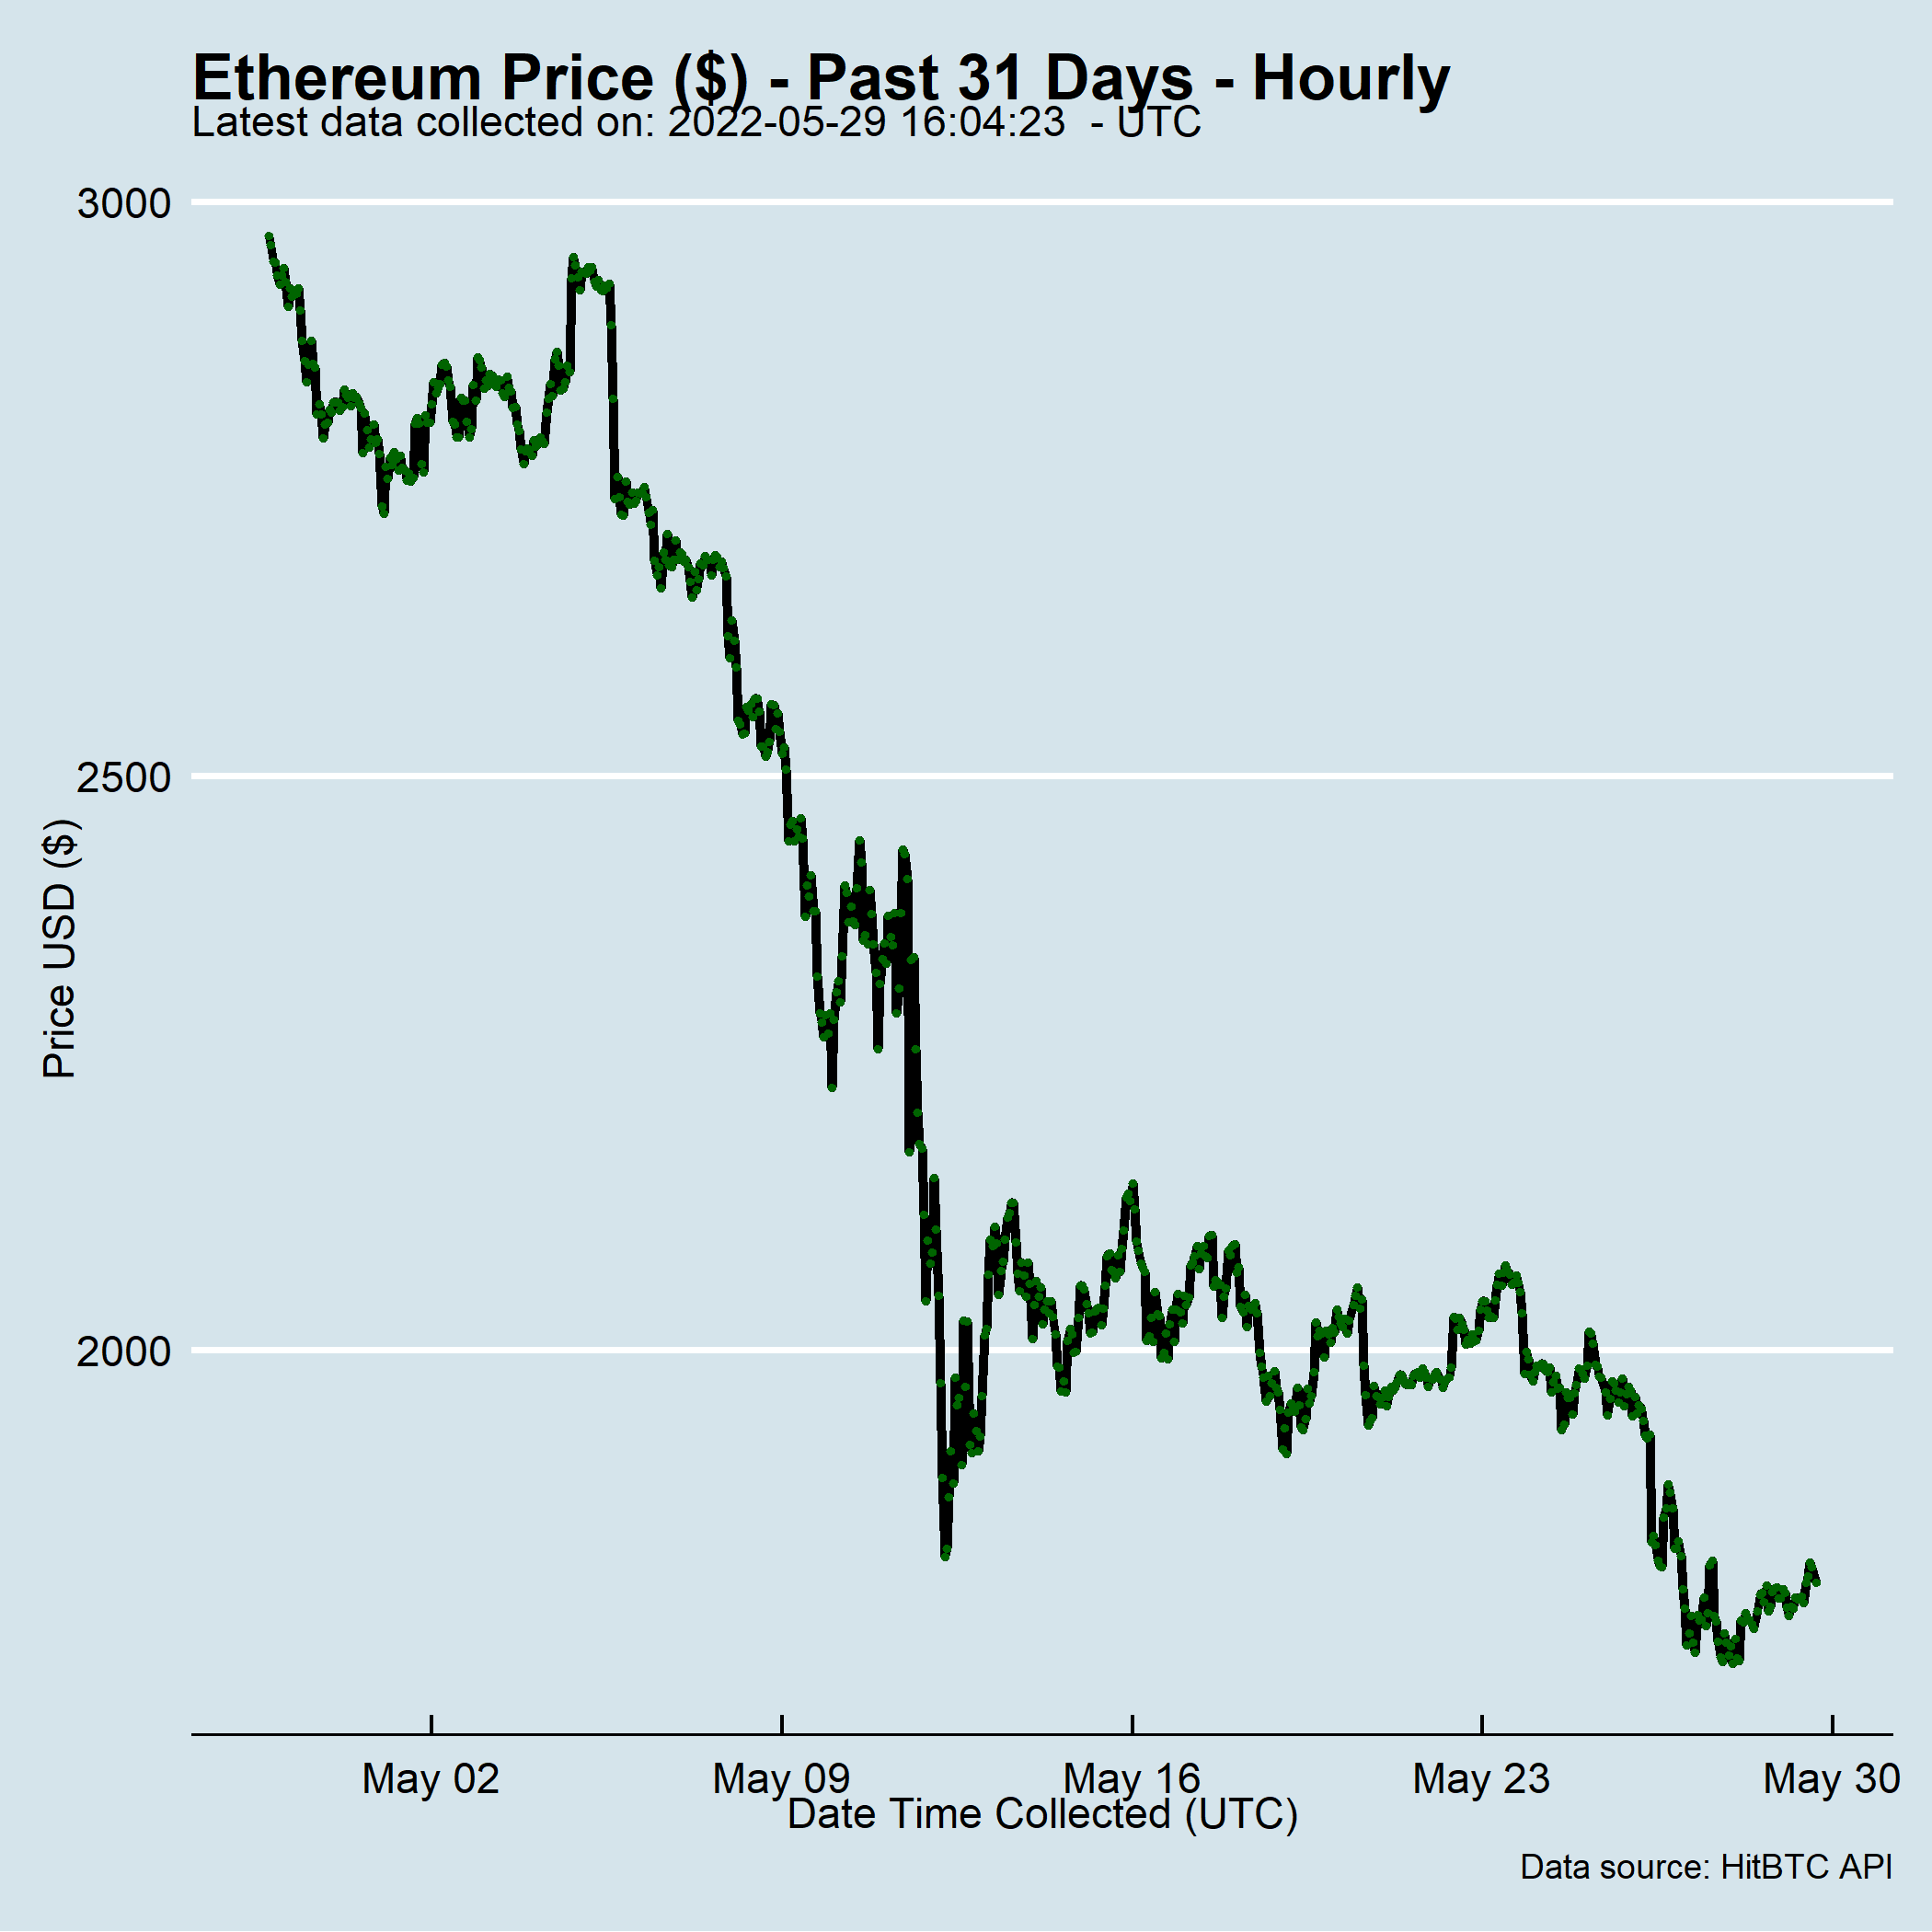 Ethereum Price ($) - Past 31 Days - Hourly
Latest data collected on: 2022-05-29 16:04:23  - UTC
3000
2500
2000
Price USD ($)
May 02
May 09
May 16
May 23
May 30
Date Time Collected (UTC)
Data source: HitBTC API